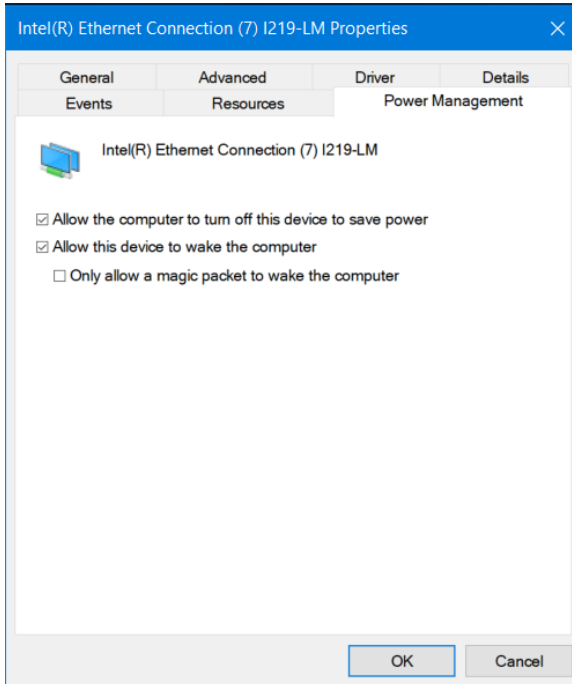 Intel(R) Ethernet Connection (7) I219-LM Properties
General Advanced Driver Details
Events Resources Power Management
Intel(R) Ethernet Connection (7) I219-LM
Allow the computer to turn off this device to save power
Allow this device to wake the computer
Only allow a magic packet to wake the computer
OK Cancel